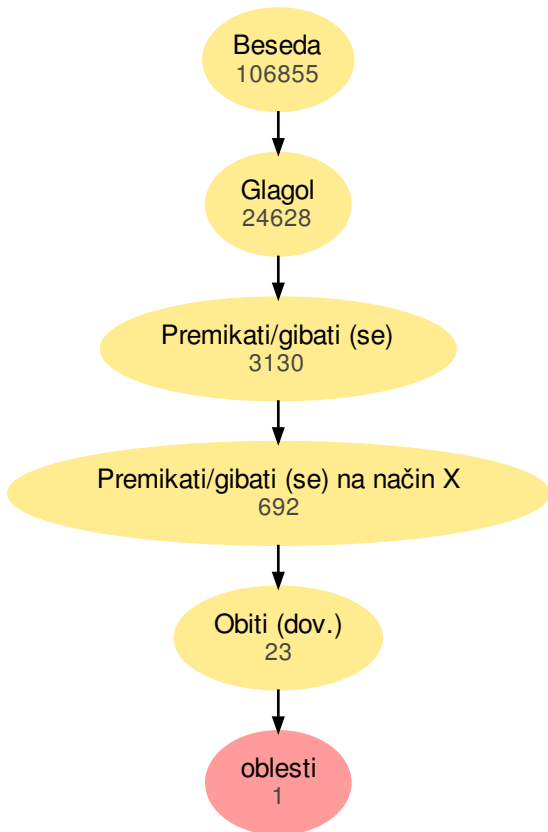 Beseda
106855
Glagol
24628
Premikati/gibati (se)
3130
Premikati/gibati (se) na način X
692
Obiti (dov.)
23
oblesti
1